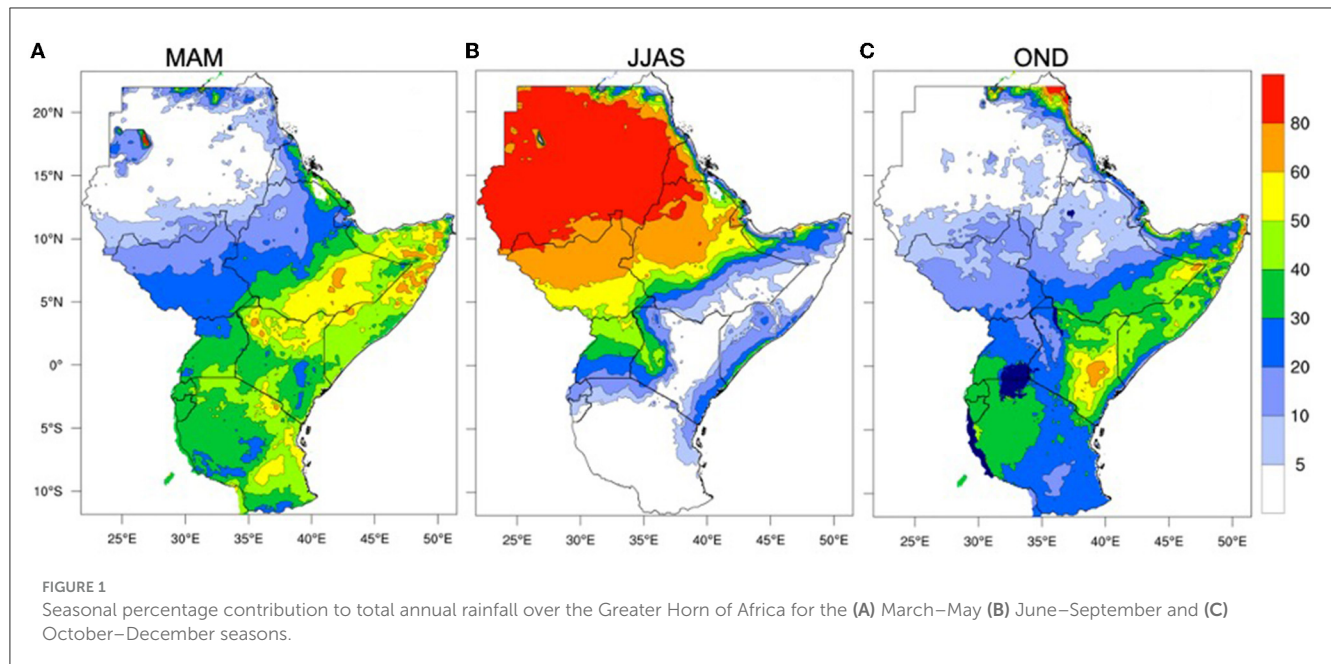 A
MAM
B
JJAS
C
OND
20°N
15°N
10°N
5°N
0°
5°S
10°S
25°E 30°E 35°E 40°E 45°E 50°E
25°E 30°E 35°E 40°E 45°E 50°E
25°E 30°E 35°E 40°E 45°E 50°E
80
60
50
40
30
20
10
5
FIGURE 1
Seasonal percentage contribution to total annual rainfall over the Greater Horn of Africa for the (A) March–May (B) June–September and (C)
October–December seasons.